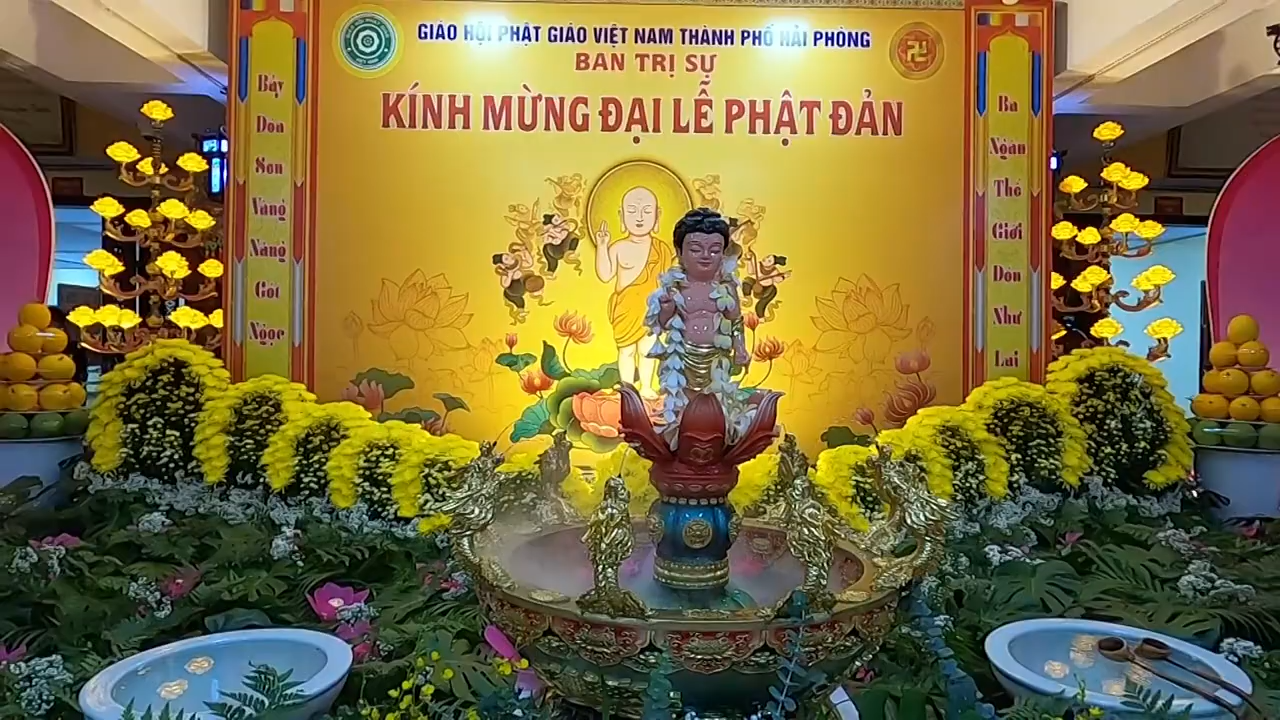 GIÁO HỘI PHẬT GIÁO VIỆT NAM THÀNH PHỐ HẢI PHÒNG
BAN TRỊ SỰ
KÍNH MỪNG ĐẠI LỄ PHẬT ĐẢN
Bảy
Đóa
Sen
Vàng
Nâng
Gót
Ngọc
Ba
Ngàn
Thế
Giới
Đón
Như
Lai